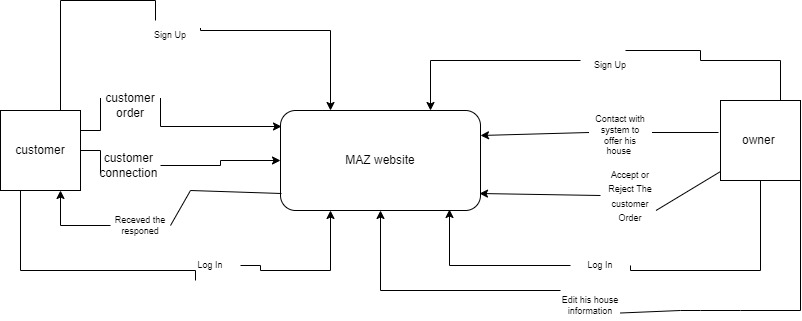 Sign Up
Sign Up
customer
order
Contact with
system to
offer his
house
customer
MAZ website
owner
customer
connection
Accept or
Reject The
customer
Order
Receved the
responed
Log In
Log In
Edit his house
information